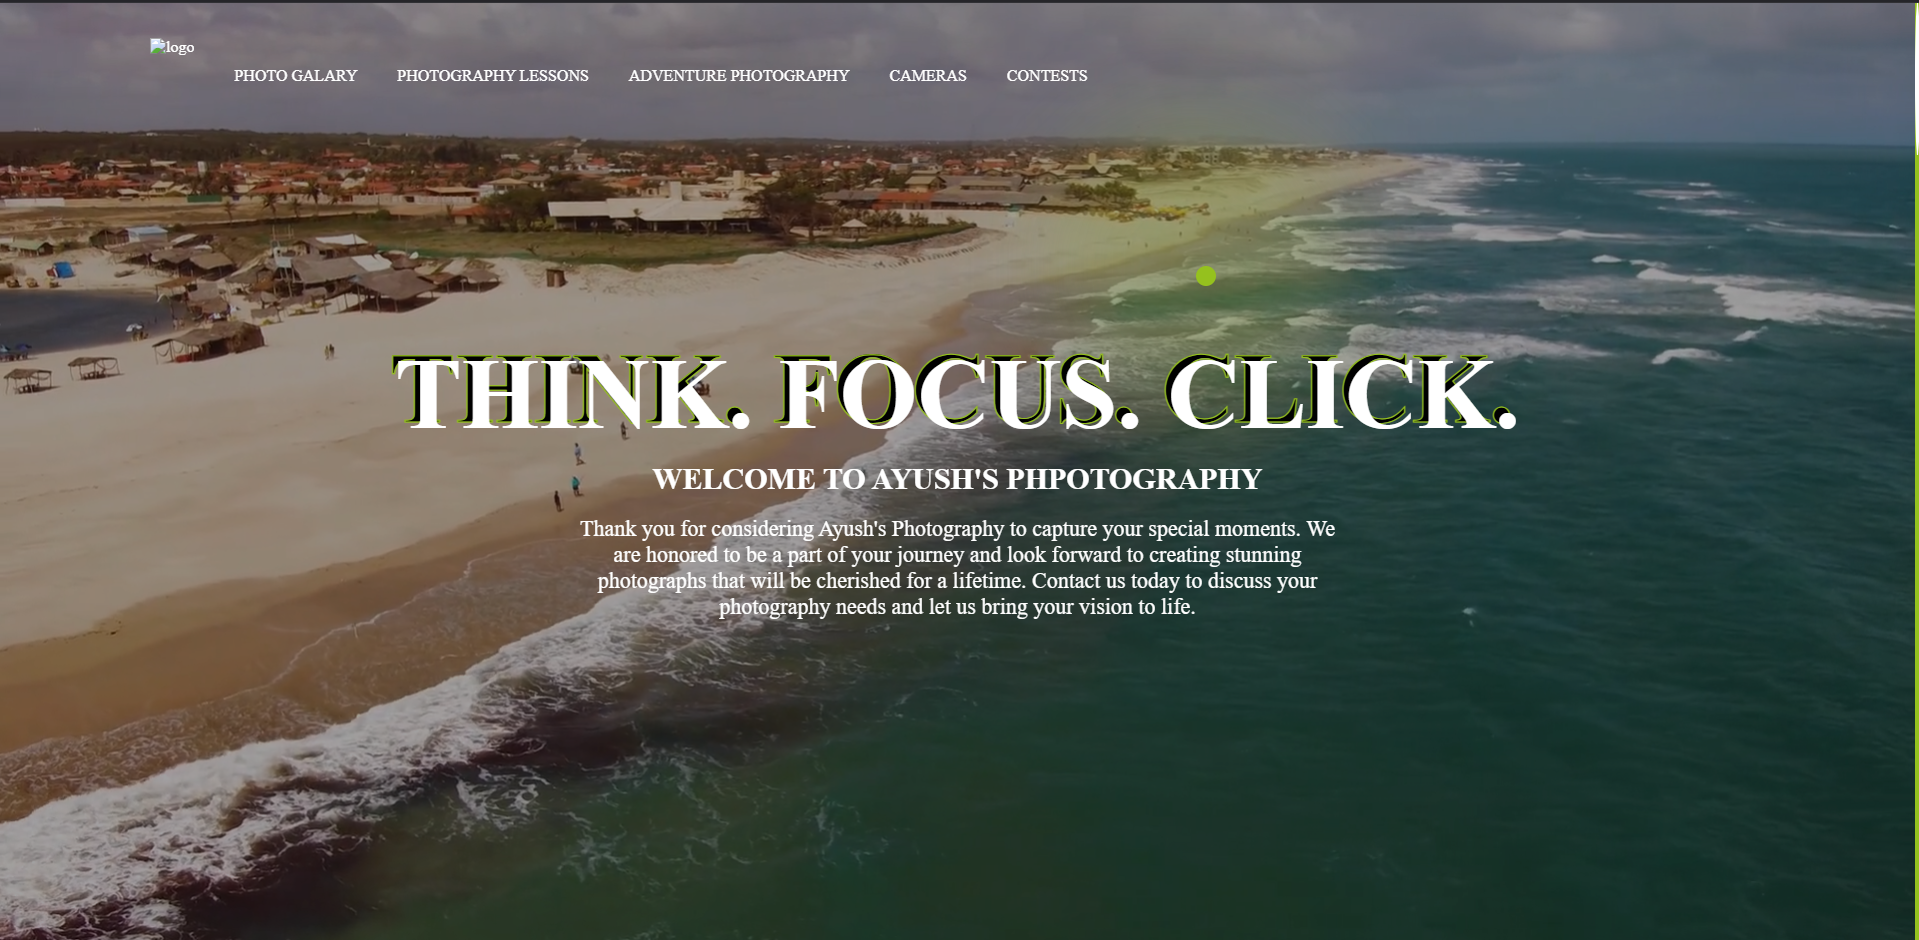 logo
PHOTO GALARY PHOTOGRAPHY LESSONS ADVENTURE PHOTOGRAPHY CAMERAS CONTESTS
THINK. FOCUS. CLICK.
WELCOME TO AYUSH'S PHPOTOGRAPHY
Thank you for considering Ayush's Photography to capture your special moments. We
are honored to be a part of your journey and look forward to creating stunning
photographs that will be cherished for a lifetime. Contact us today to discuss your
photography needs and let us bring your vision to life.